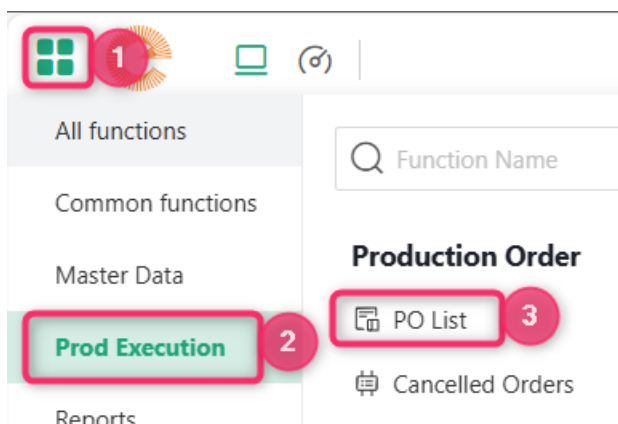 1
All functions
Function Name
Common functions
Production Order
Master Data
PO List 3
Prod Execution 2
Cancelled Orders
Reports